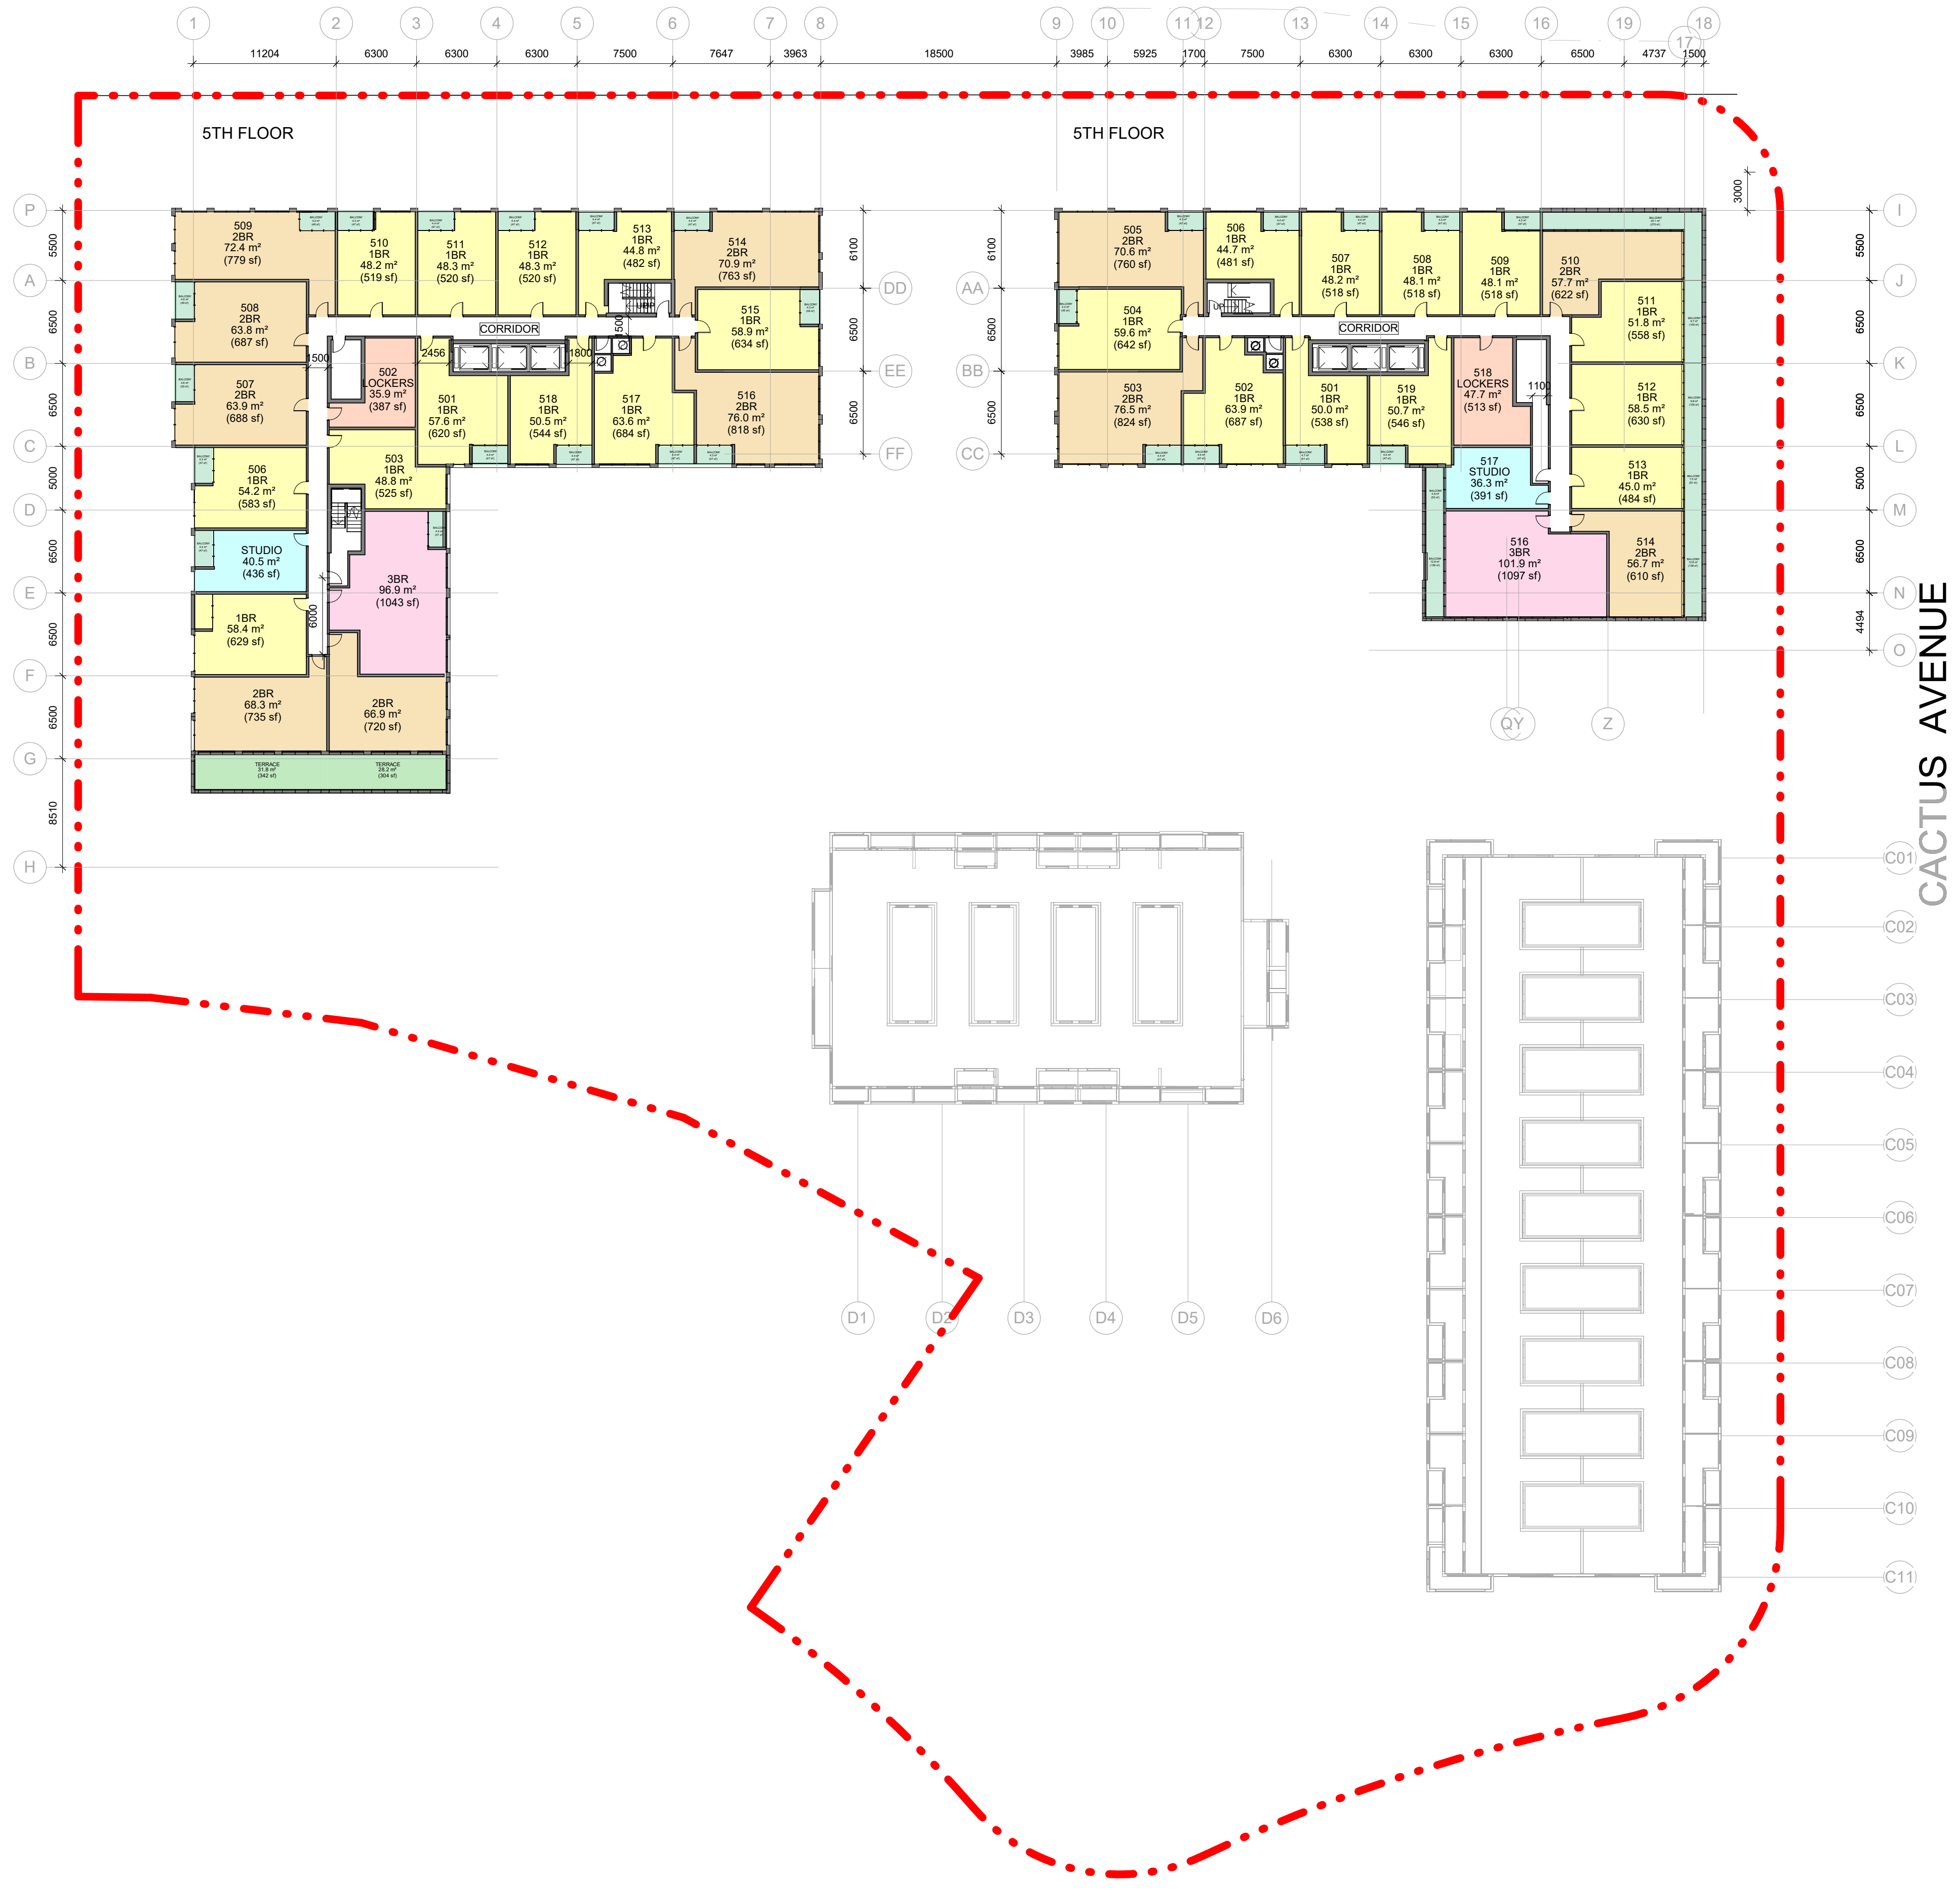 1 2 3 4 5 6 7 8 9 10 11 12 13 14 15 16 19 17 18
11204 6300 6300 6300 7500 7647 3963 18500 3985 5925 1700 7500 6300 6300 6300 6500 4737 1500
5TH FLOOR
5TH FLOOR
3000
P
A
B
C
D
E
F
G
H
5500
6500
6500
5000
6500
6500
6500
8510
509
2BR
72.4 m²
(779 sf)
510
1BR
48.2 m²
(519 sf)
511
1BR
48.3 m²
(520 sf)
512
1BR
48.3 m²
(520 sf)
513
1BR
44.8 m²
(482 sf)
514
2BR
70.9 m²
(763 sf)
508
2BR
63.8 m²
(687 sf)
CORRIDOR
1500
515
1BR
58.9 m²
(634 sf)
507
2BR
63.9 m²
(688 sf)
1500
502
LOCKERS
35.9 m²
(387 sf)
2456
1800
501
1BR
57.6 m²
(620 sf)
518
1BR
50.5 m²
(544 sf)
517
1BR
63.6 m²
(684 sf)
516
2BR
76.0 m²
(818 sf)
506
1BR
54.2 m²
(583 sf)
503
1BR
48.8 m²
(525 sf)
STUDIO
40.5 m²
(436 sf)
3BR
96.9 m²
(1043 sf)
6000
1BR
58.4 m²
(629 sf)
2BR
68.3 m²
(735 sf)
2BR
66.9 m²
(720 sf)
TERRACE
31.8 m²
(342 sf)
TERRACE
28.2 m²
(304 sf)
6100
6500
6500
DD
EE
FF
AA
BB
CC
6100
6500
6500
505
2BR
70.6 m²
(760 sf)
506
1BR
44.7 m²
(481 sf)
507
1BR
48.2 m²
(518 sf)
508
1BR
48.1 m²
(518 sf)
509
1BR
48.1 m²
(518 sf)
510
2BR
57.7 m²
(622 sf)
504
1BR
59.6 m²
(642 sf)
CORRIDOR
511
1BR
51.8 m²
(558 sf)
503
2BR
76.5 m²
(824 sf)
502
1BR
63.9 m²
(687 sf)
501
1BR
50.0 m²
(538 sf)
519
1BR
50.7 m²
(546 sf)
518
LOCKERS
47.7 m²
(513 sf)
1100
512
1BR
58.5 m²
(630 sf)
517
STUDIO
36.3 m²
(391 sf)
513
1BR
45.0 m²
(484 sf)
516
3BR
101.9 m²
(1097 sf)
514
2BR
56.7 m²
(610 sf)
I
J
K
L
M
N
O
5500
6500
6500
5000
6500
4494
Q Y Z
CACTUS AVENUE
D1 D2 D3 D4 D5 D6
C01
C02
C03
C04
C05
C06
C07
C08
C09
C10
C11